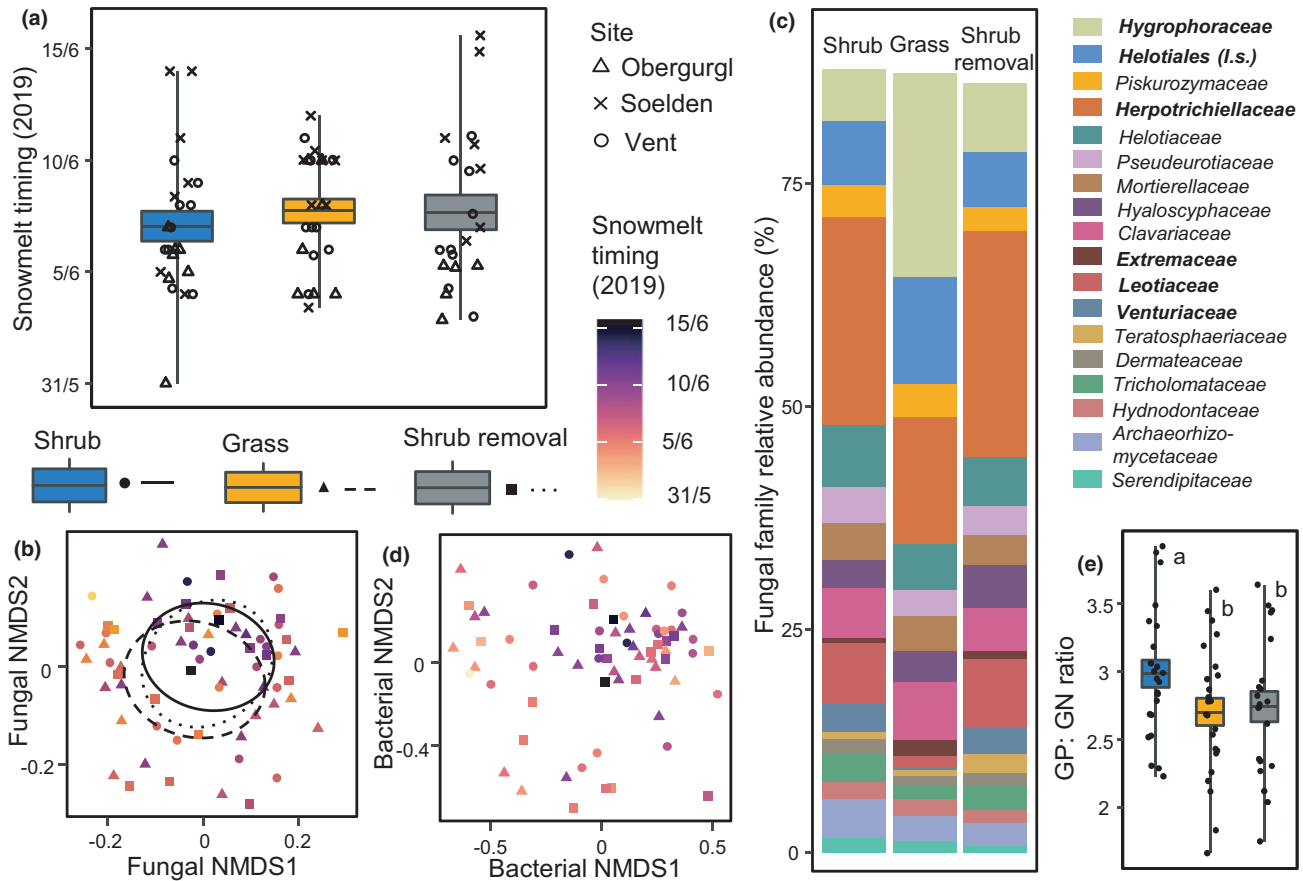 (a)
Snowmelt timing (2019)
15/6
10/6
5/6
31/5
Site
Obergurgl
Soelden
Vent
Snowmelt
timing
(2019)
15/6
10/6
5/6
31/5
Shrub
Grass
Shrub removal
(b)
Fungal NMDS2
0
-0.2
-0.2
0
0.2
Fungal NMDS1
(d)
Bacterial NMDS2
0
-0.4
-0.5
0
0.5
Bacterial NMDS1
(c)
Fungal family relative abundance (%)
75
50
25
0
Shrub
Grass
Shrub
removal
Hygrophoraceae
Helotiales (l.s.)
Piskurozymaceae
Herpotrichiellaceae
Helotiaceae
Pseudeurotiaceae
Mortierellaceae
Hyaloscyphaceae
Clavariaceae
Extremaceae
Leotiaceae
Venturiaceae
Teratosphaeriaceae
Dermateaceae
Tricholomataceae
Hydnodontaceae
Archaeorhizo-
mycetaceae
Serendipitaceae
(e)
GP: GN ratio
3.5
3
2.5
2
a
b
b